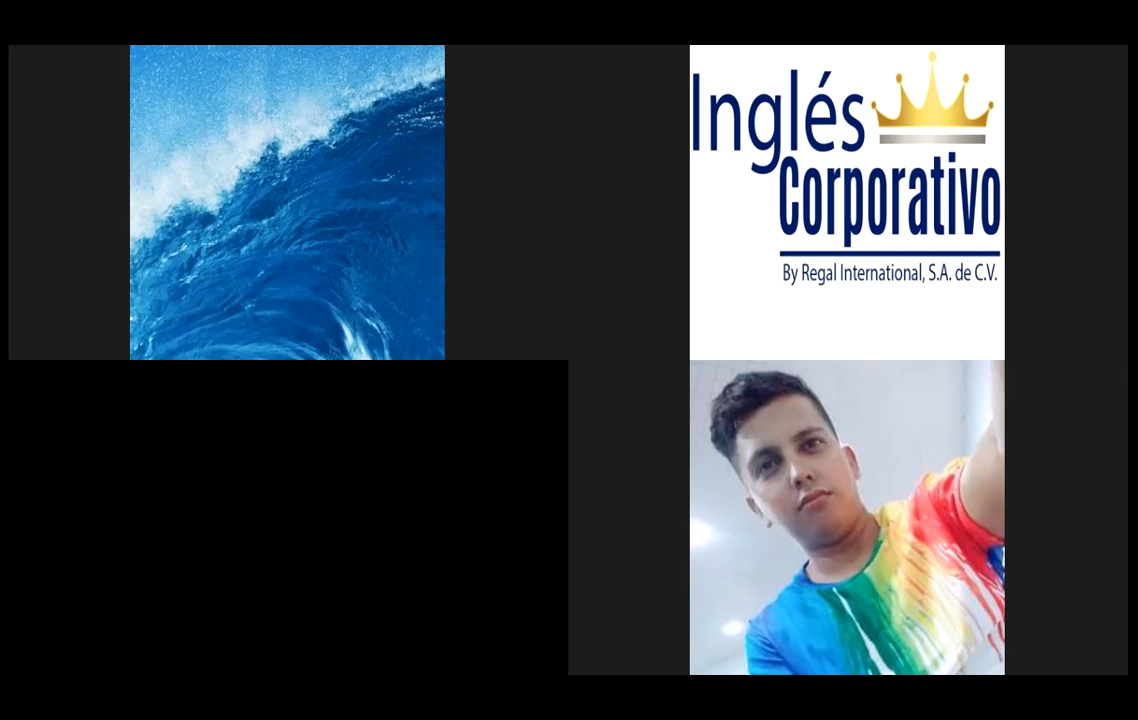 Inglés
Corporativo
By Regal International, S.A. de C.V.